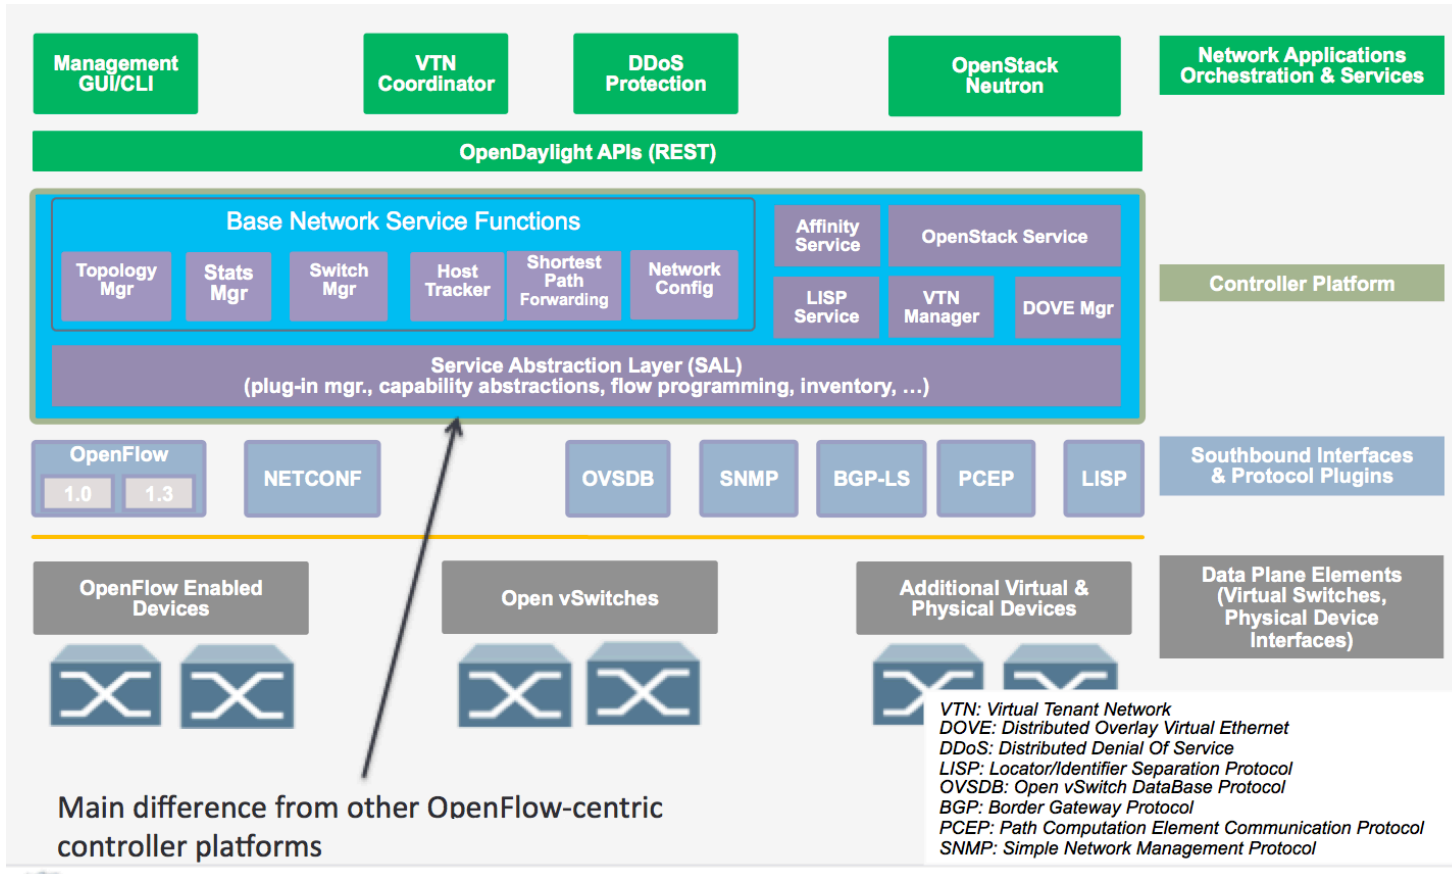 Management
GUI/CLI
VTN
Coordinator
DDoS
Protection
OpenStack
Neutron
Network Applications
Orchestration & Services
OpenDaylight APIs (REST)
Base Network Service Functions
Topology
Mgr
Stats
Mgr
Switch
Mgr
Host
Tracker
Shortest
Path
Forwarding
Network
Config
Affinity
Service
OpenStack Service
LISP
Service
VTN
Manager
DOVE Mgr
Controller Platform
Service Abstraction Layer (SAL)
(plug-in mgr., capability abstractions, flow programming, inventory, …)
OpenFlow
1.0
1.3
NETCONF
OVSDB
SNMP
BGP-LS
PCEP
LISP
Southbound Interfaces
& Protocol Plugins
OpenFlow Enabled
Devices
Open vSwitches
Additional Virtual &
Physical Devices
Data Plane Elements
(Virtual Switches,
Physical Device
Interfaces)
VTN: Virtual Tenant Network
DOVE: Distributed Overlay Virtual Ethernet
DDoS: Distributed Denial Of Service
LISP: Locator/Identifier Separation Protocol
OVSDB: Open vSwitch DataBase Protocol
BGP: Border Gateway Protocol
PCEP: Path Computation Element Communication Protocol
SNMP: Simple Network Management Protocol
Main difference from other OpenFlow-centric
controller platforms